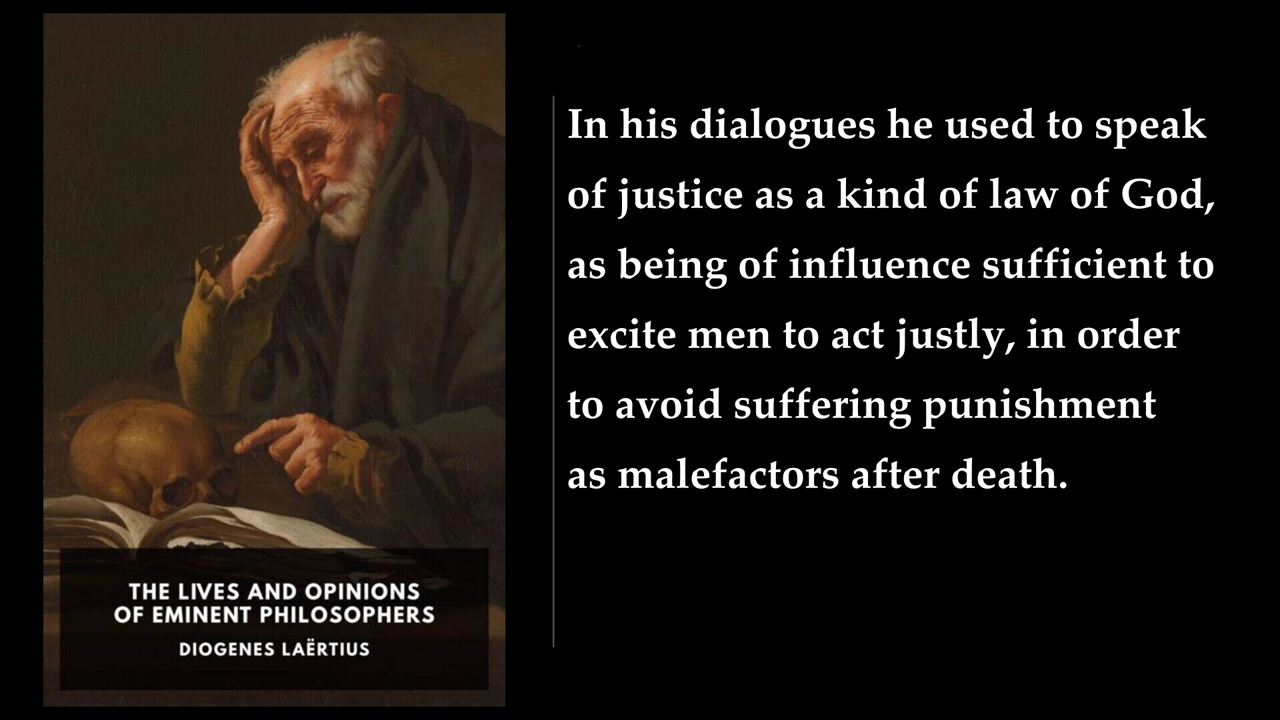 THE LIVES AND OPINIONS
OF EMINENT PHILOSOPHERS
DIOGENES LAËRTIUS
In his dialogues he used to speak
of justice as a kind of law of God,
as being of influence sufficient to
excite men to act justly, in order
to avoid suffering punishment
as malefactors after death.